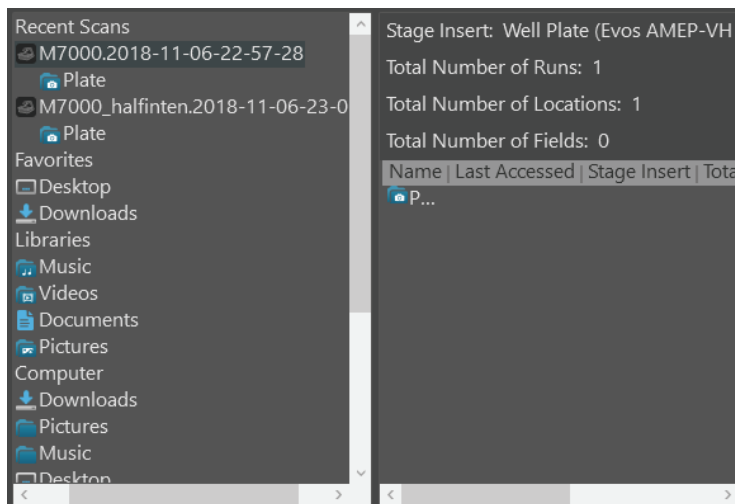 Recent Scans
M7000.2018-11-06-22-57-28
Plate
M7000_halfinten.2018-11-06-23-0
Plate
Favorites
Desktop
Downloads
Libraries
Music
Videos
Documents
Pictures
Computer
Downloads
Pictures
Music
Desktop
Stage Insert: Well Plate (Evos AMEP-VH
Total Number of Runs: 1
Total Number of Locations: 1
Total Number of Fields: 0
Name | Last Accessed | Stage Insert | Tota
P...